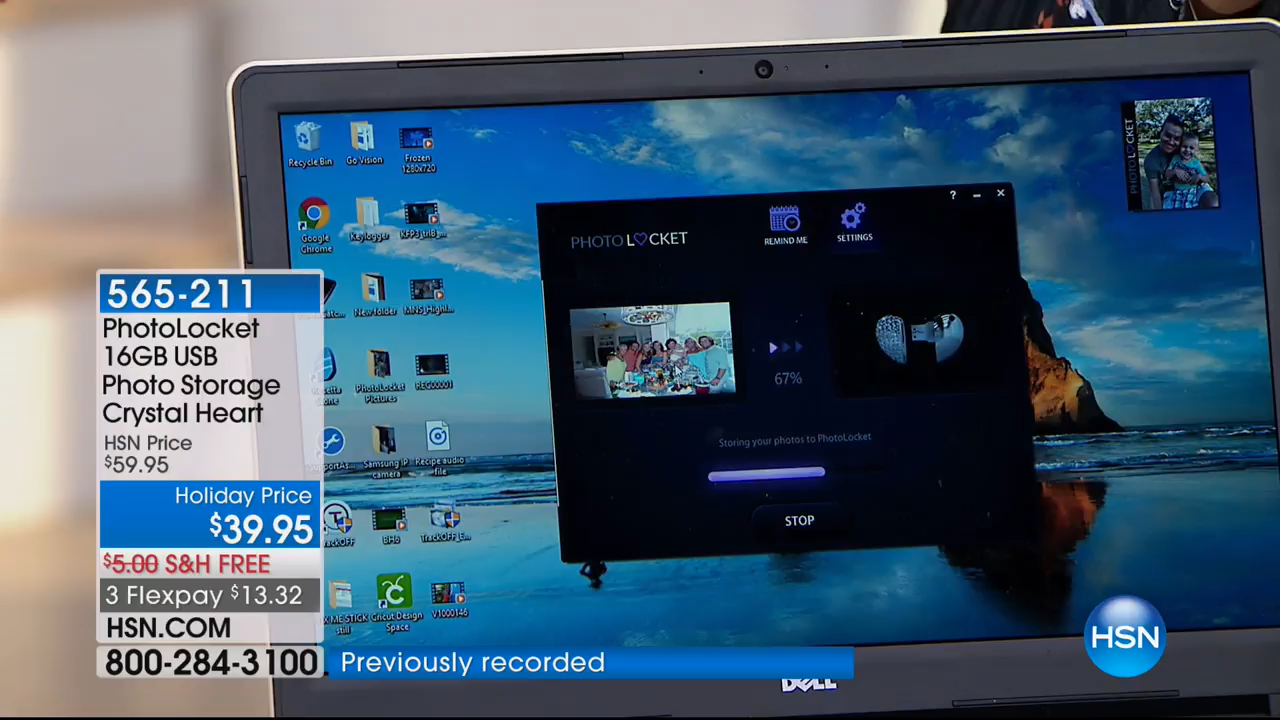 565-211
PhotoLocket
16GB USB
Photo Storage
Crystal Heart
HSN Price
$59.95
Holiday Price
$39.95
$5.00 S&H FREE
3 Flexpay $13.32
HSN.COM
800-284-3100
Previously recorded
HSN
DELL
Recycle Bin
Go Vision
Frozen
1280x720
Google
Chrome
Keylogger
New folder
PhotoLocket
Pictures
REC00001
Samsung IP
camera
Recipe audio
file
BH6
Cricut Design
Space
V1000146
PHOTO LOCKET
REMIND ME
SETTINGS
?
67%
Storing your photos to PhotoLocket
STOP
PHOTO LOCKET